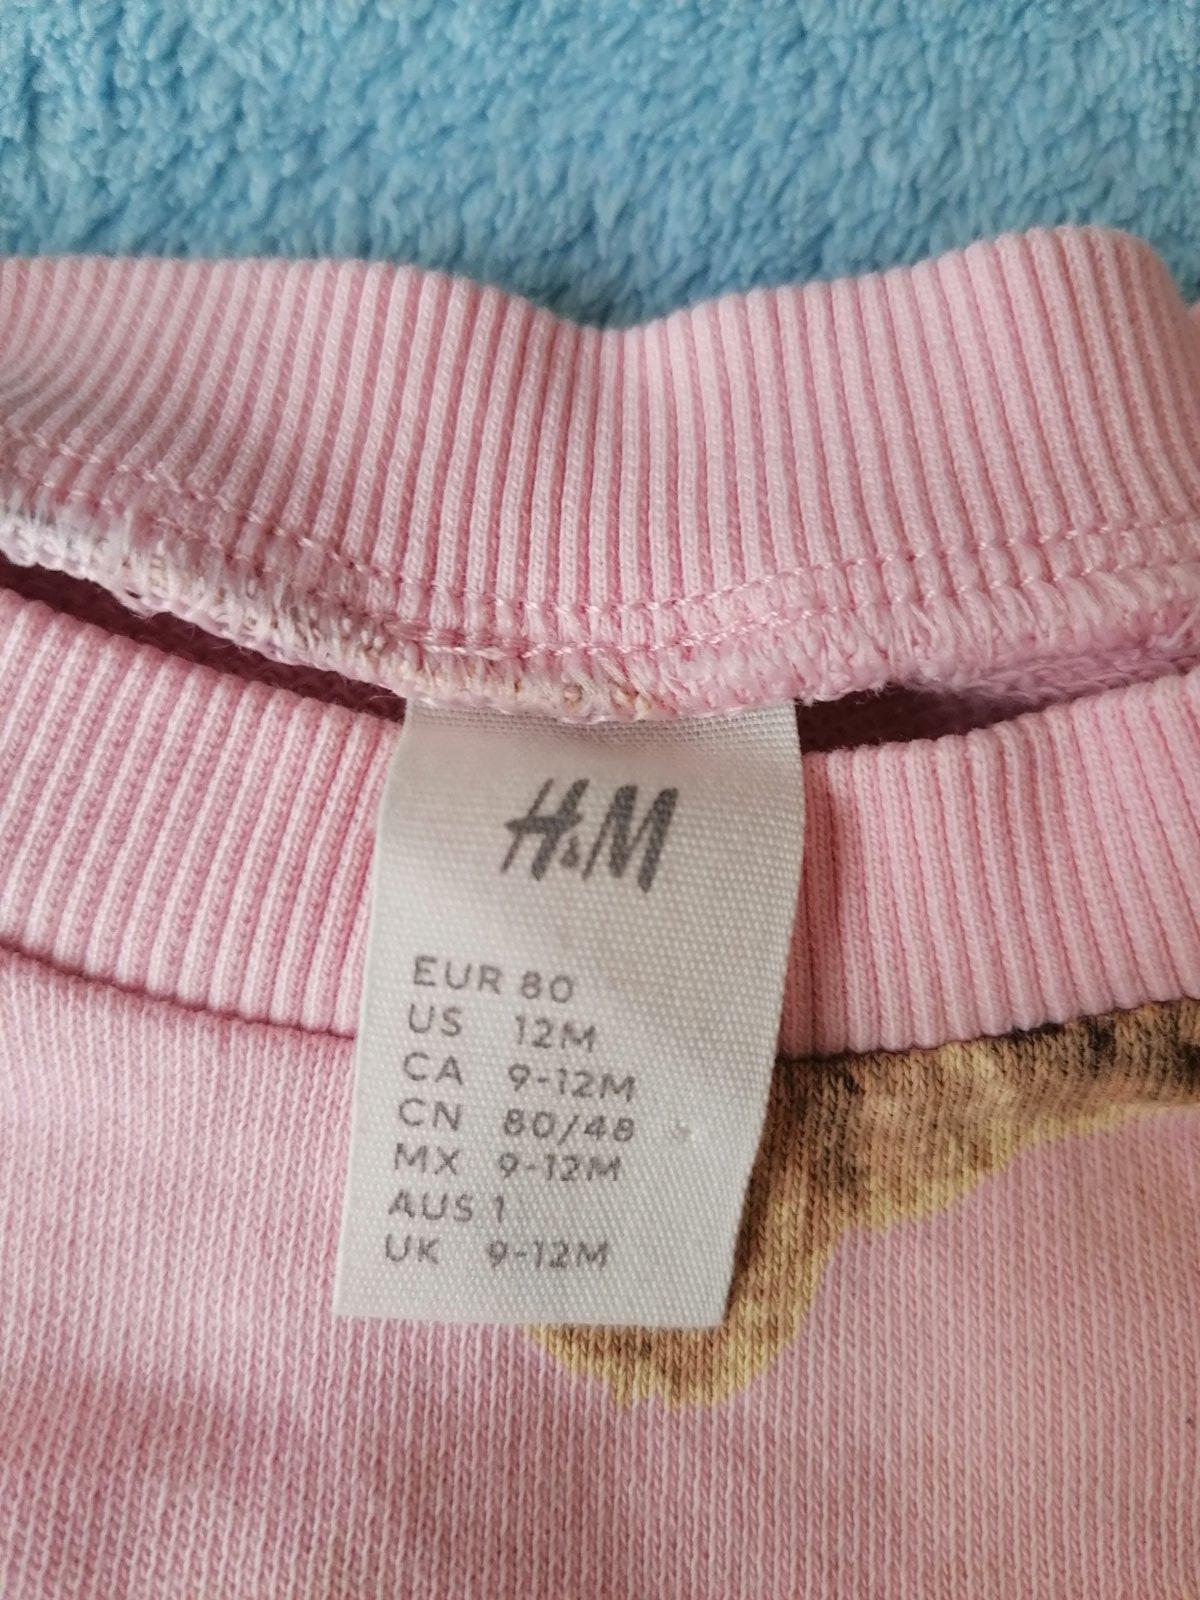 H&M
EUR 80
US 12M
CA 9-12M
CN 80/48
MX 9-12M
AUS 1
UK 9-12M